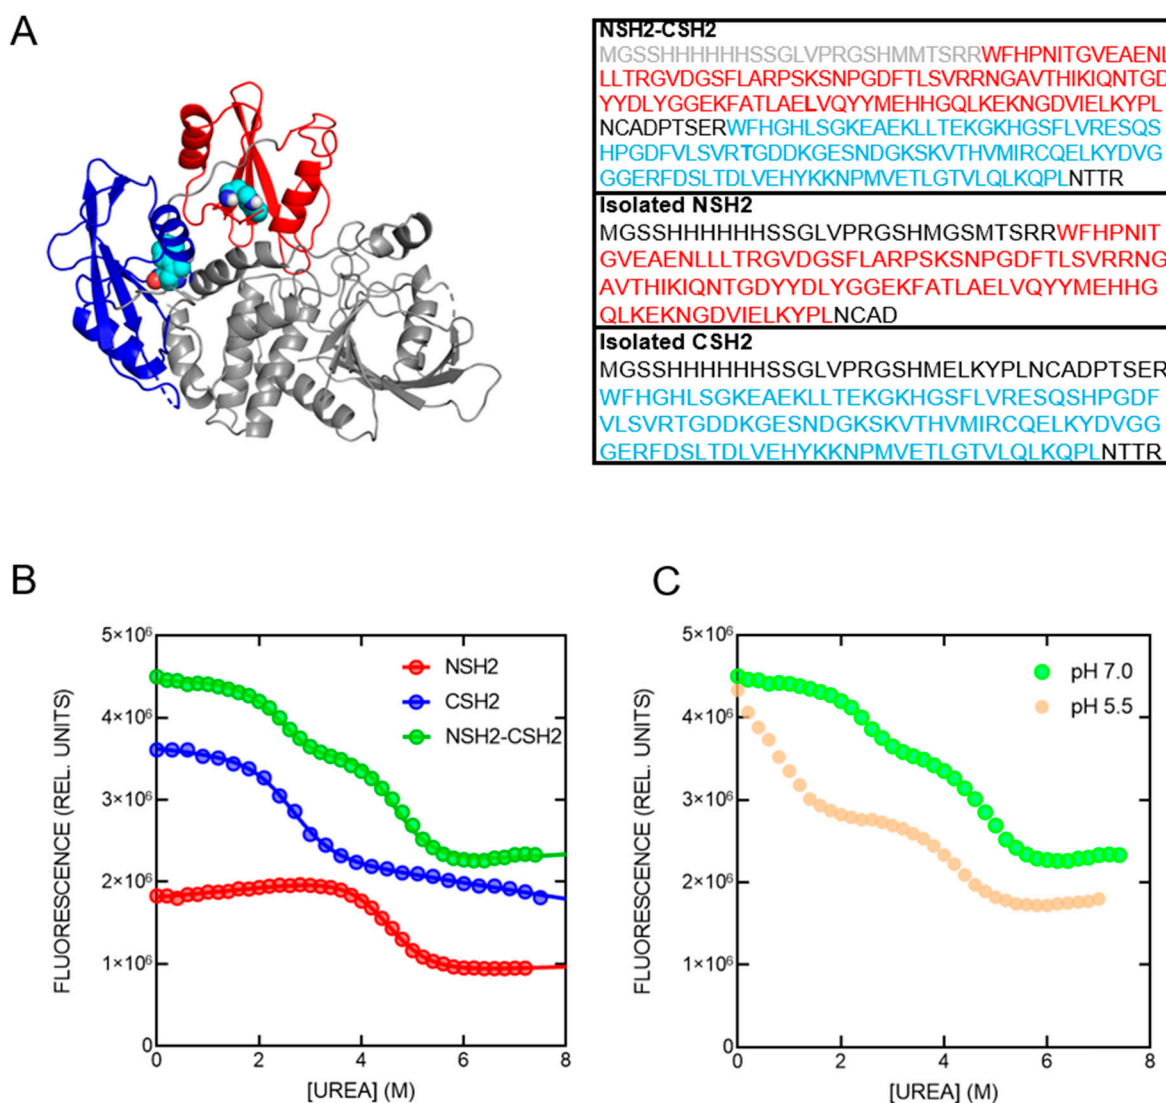 A
NSH2-CSH2
MGSSHHHHHHSSGLVPRGSHMMTSRRWFHPNITGVEAENL
LLTRGVDGSFLARPSKSNPGDFTLSVRRNGAVTHIKIQNTGD
YYDLYGGEKFATLAELVQYYMEHHGQLKEKNGDVIELKYPL
NCADPTSERWFHGHLSGKEAEKLLTEKGKHGSFLVRESQS
HPGDFVLSVRTGDDKGESNDGKSKVTHVMIRCQELKYDVG
GGERFDSLTDLVEHYKKNPMVETLGTVLQLKQPLNTTR
Isolated NSH2
MGSSHHHHHHSSGLVPRGSHMGSMTSRRWFHPNIT
GVEAENLLLTRGVDGSFLARPSKSNPGDFTLSVRRNG
AVTHIKIQNTGDYYDLYGGEKFATLAELVQYYMEHHG
QLKEKNGDVIELKYPLNCAD
Isolated CSH2
MGSSHHHHHHSSGLVPRGSHMELKYPLNCADPTSER
WFHGHLSGKEAEKLLTEKGKHGSFLVRESQSHPGDF
VLSVRTGDDKGESNDGKSKVTHVMIRCQELKYDVGG
GERFDSLTDLVEHYKKNPMVETLGTVLQLKQPLNTTR
B
FLUORESCENCE (REL. UNITS)
5×10⁶
4×10⁶
3×10⁶
2×10⁶
1×10⁶
0
NSH2
CSH2
NSH2-CSH2
0 2 4 6 8
[UREA] (M)
C
FLUORESCENCE (REL. UNITS)
5×10⁶
4×10⁶
3×10⁶
2×10⁶
1×10⁶
0
pH 7.0
pH 5.5
0 2 4 6 8
[UREA] (M)